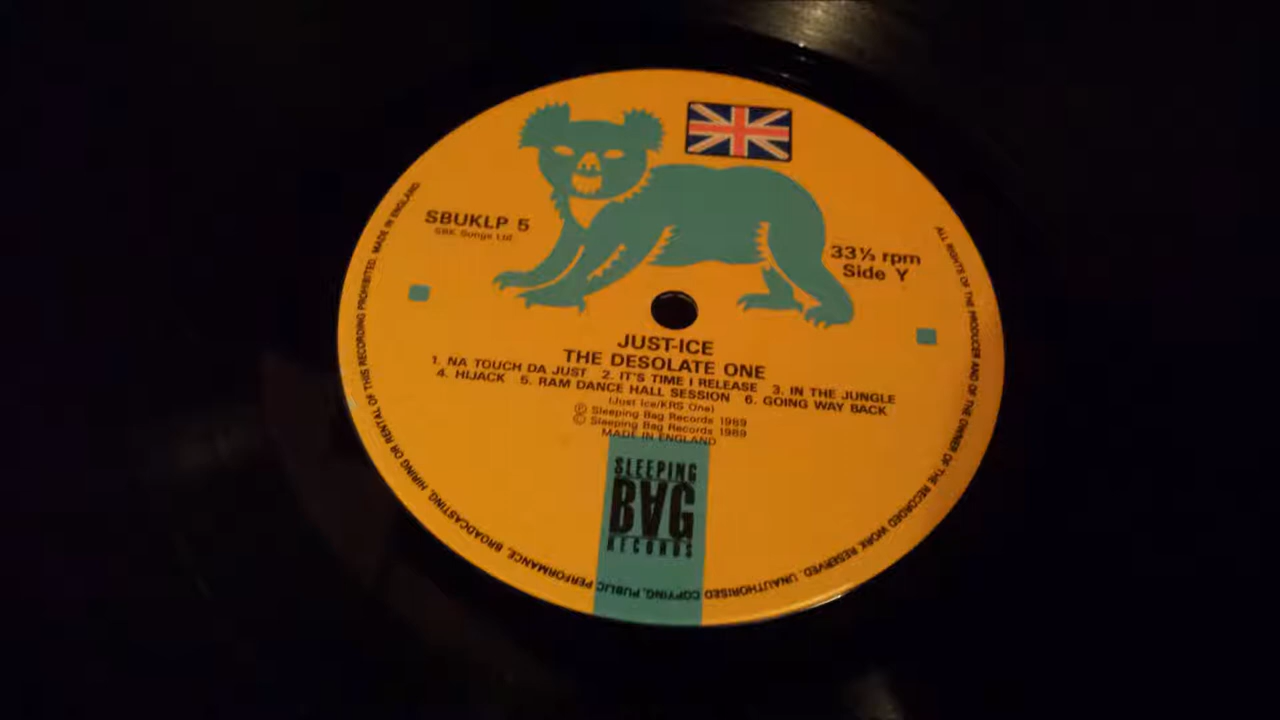 SBUKLP 5
SBK Songs Ltd.
33⅓ rpm
Side Y
JUST-ICE
THE DESOLATE ONE
1. NA TOUCH DA JUST 2. IT'S TIME I RELEASE 3. IN THE JUNGLE
4. HIJACK 5. RAM DANCE HALL SESSION 6. GOING WAY BACK
(Just Ice/KRS One)
Ⓟ Sleeping Bag Records 1989
© Sleeping Bag Records 1989
MADE IN ENGLAND
SLEEPING
BAG
RECORDS
ALL RIGHTS OF THE PRODUCER AND OF THE OWNER OF THE RECORDED WORK RESERVED. UNAUTHORISED COPYING, PUBLIC PERFORMANCE, BROADCASTING, HIRING OR RENTAL OF THIS RECORDING PROHIBITED. MADE IN ENGLAND